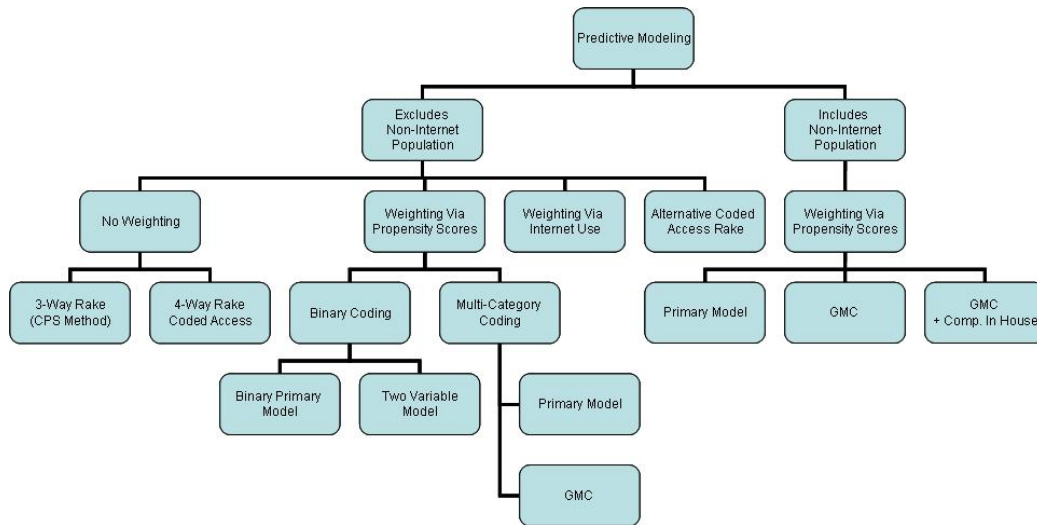 Predictive Modeling
Excludes
Non-Internet
Population
Includes
Non-Internet
Population
No Weighting
Weighting Via
Propensity Scores
Weighting Via
Internet Use
Alternative Coded
Access Rake
Weighting Via
Propensity Scores
3-Way Rake
(CPS Method)
4-Way Rake
Coded Access
Binary Coding
Multi-Category
Coding
Primary Model
GMC
GMC
+ Comp. In House
Binary Primary
Model
Two Variable
Model
Primary Model
GMC